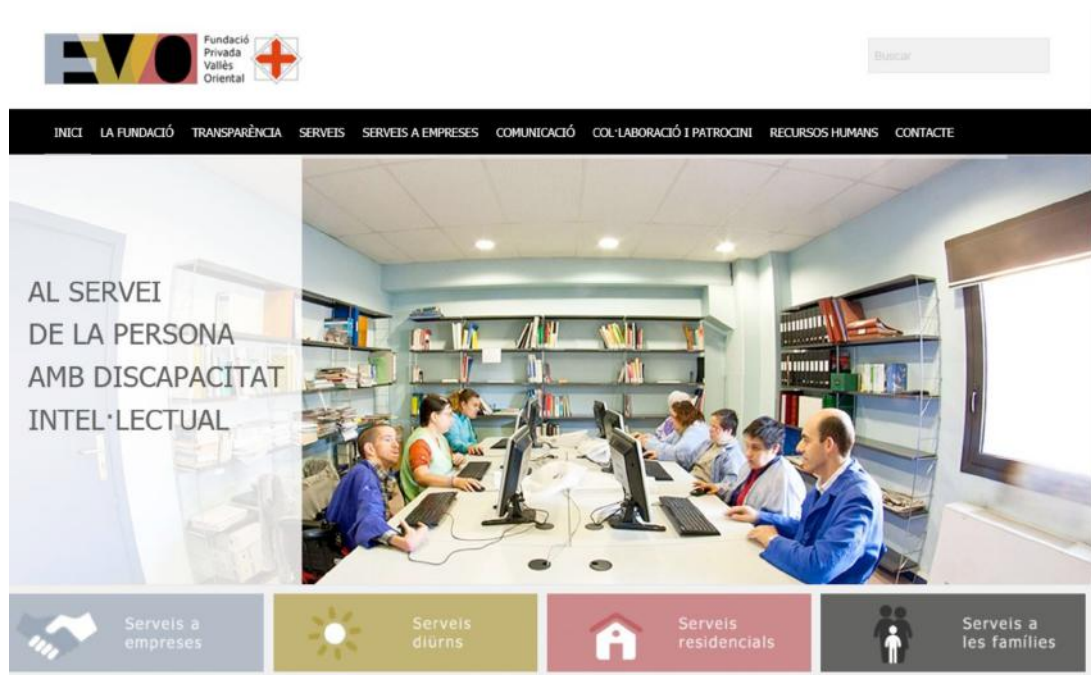 EVO
Fundació
Privada
Vallès
Oriental
Buscar
INICI LA FUNDACIÓ TRANSPARÈNCIA SERVEIS SERVEIS A EMPRESES COMUNICACIÓ COL·LABORACIÓ I PATROCINI RECURSOS HUMANS CONTACTE
AL SERVEI
DE LA PERSONA
AMB DISCAPACITAT
INTEL·LECTUAL
Serveis a
empreses
Serveis
diürns
Serveis
residencials
Serveis a
les famílies